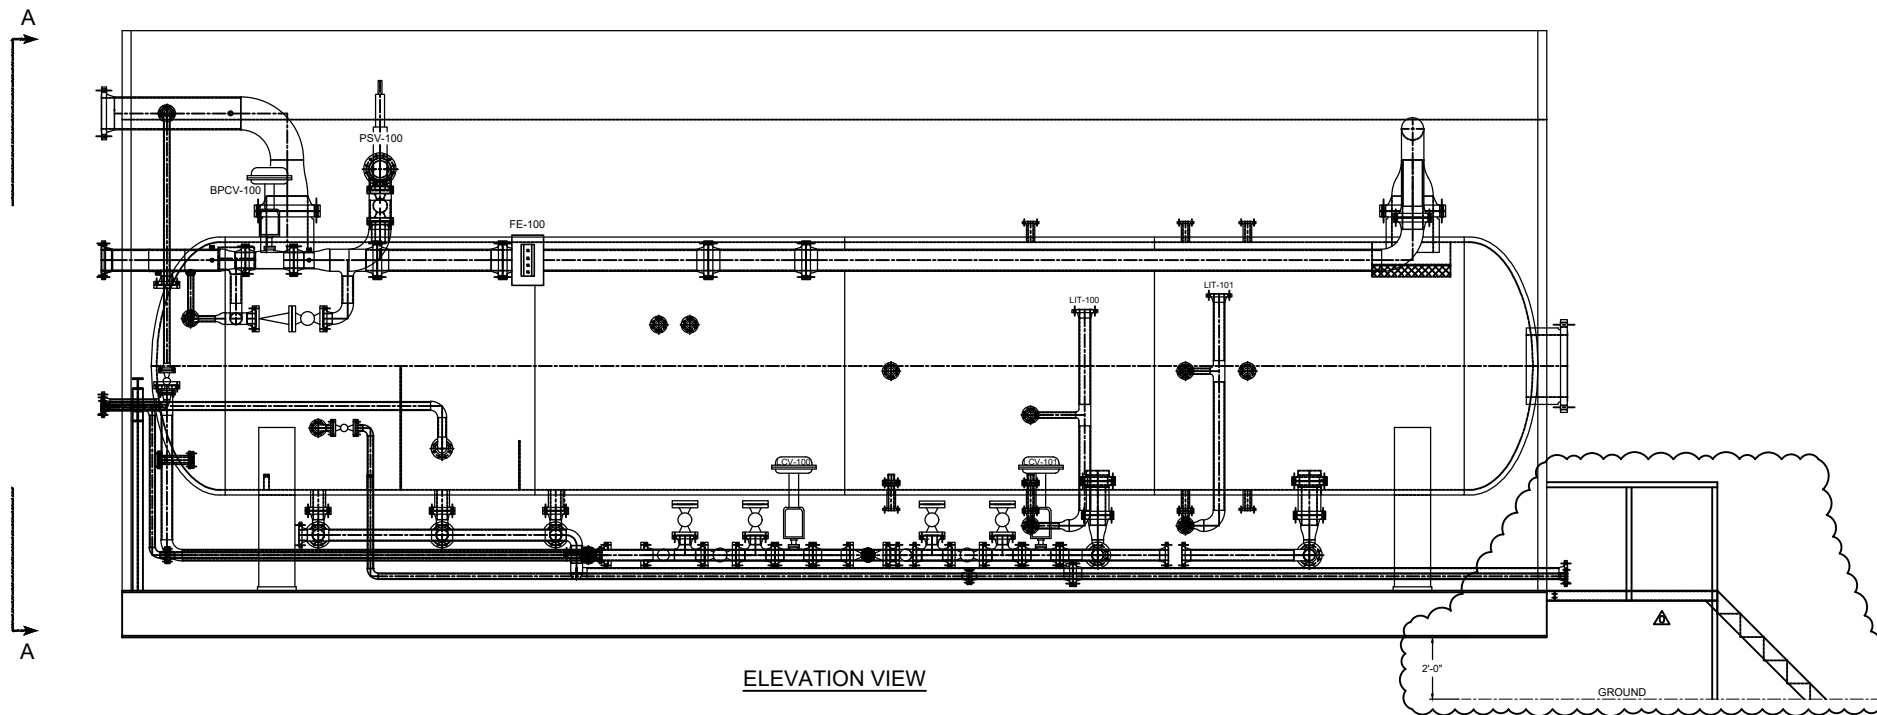 A
PSV-100
BPCV-100
FE-100
LIT-101
LIT-100
CV-100
CV-101
0
A
2'-0"
ELEVATION VIEW
GROUND